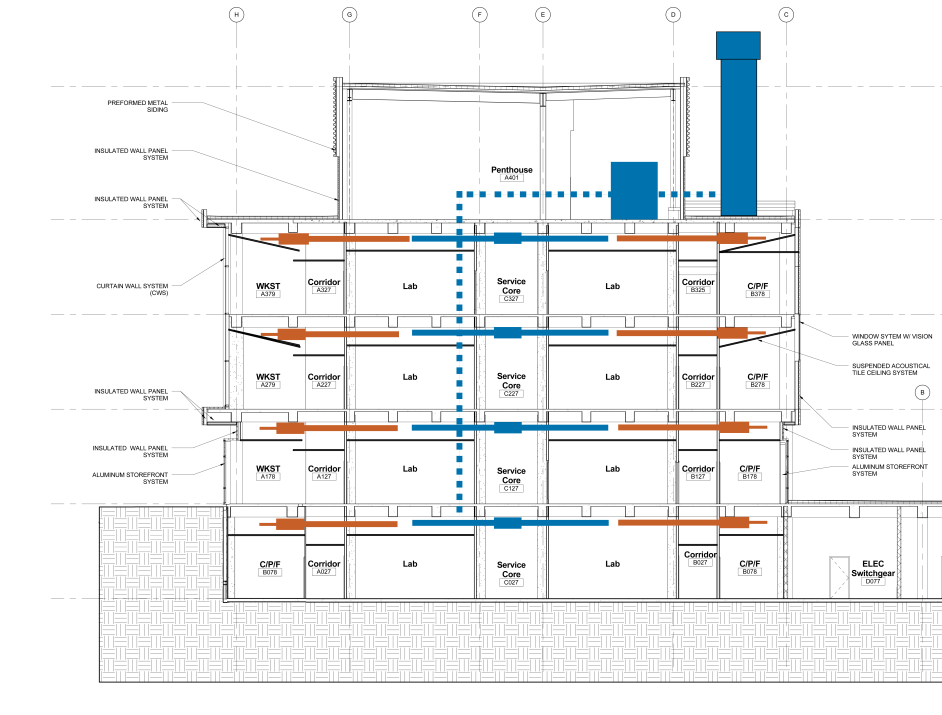 H
G
F
E
D
C
PREFORMED METAL
SIDING
INSULATED WALL PANEL
SYSTEM
INSULATED WALL PANEL
SYSTEM
Penthouse
A401
CURTAIN WALL SYSTEM
(CWS)
WKST
A379
Corridor
A327
Lab
Service
Core
C327
Lab
Corridor
B325
C/P/F
B378
WINDOW SYTEM W/ VISION
GLASS PANEL
SUSPENDED ACOUSTICAL
TILE CEILING SYSTEM
WKST
A279
Corridor
A227
Lab
Service
Core
C227
Lab
Corridor
B227
C/P/F
B278
B
INSULATED WALL PANEL
SYSTEM
INSULATED WALL PANEL
SYSTEM
INSULATED WALL PANEL
SYSTEM
INSULATED WALL PANEL
SYSTEM
ALUMINUM STOREFRONT
SYSTEM
ALUMINUM STOREFRONT
SYSTEM
WKST
A178
Corridor
A127
Lab
Service
Core
C127
Lab
Corridor
B127
C/P/F
B178
C/P/F
B078
Corridor
A027
Lab
Service
Core
C027
Lab
Corridor
B027
C/P/F
B078
ELEC
Switchgear
D077